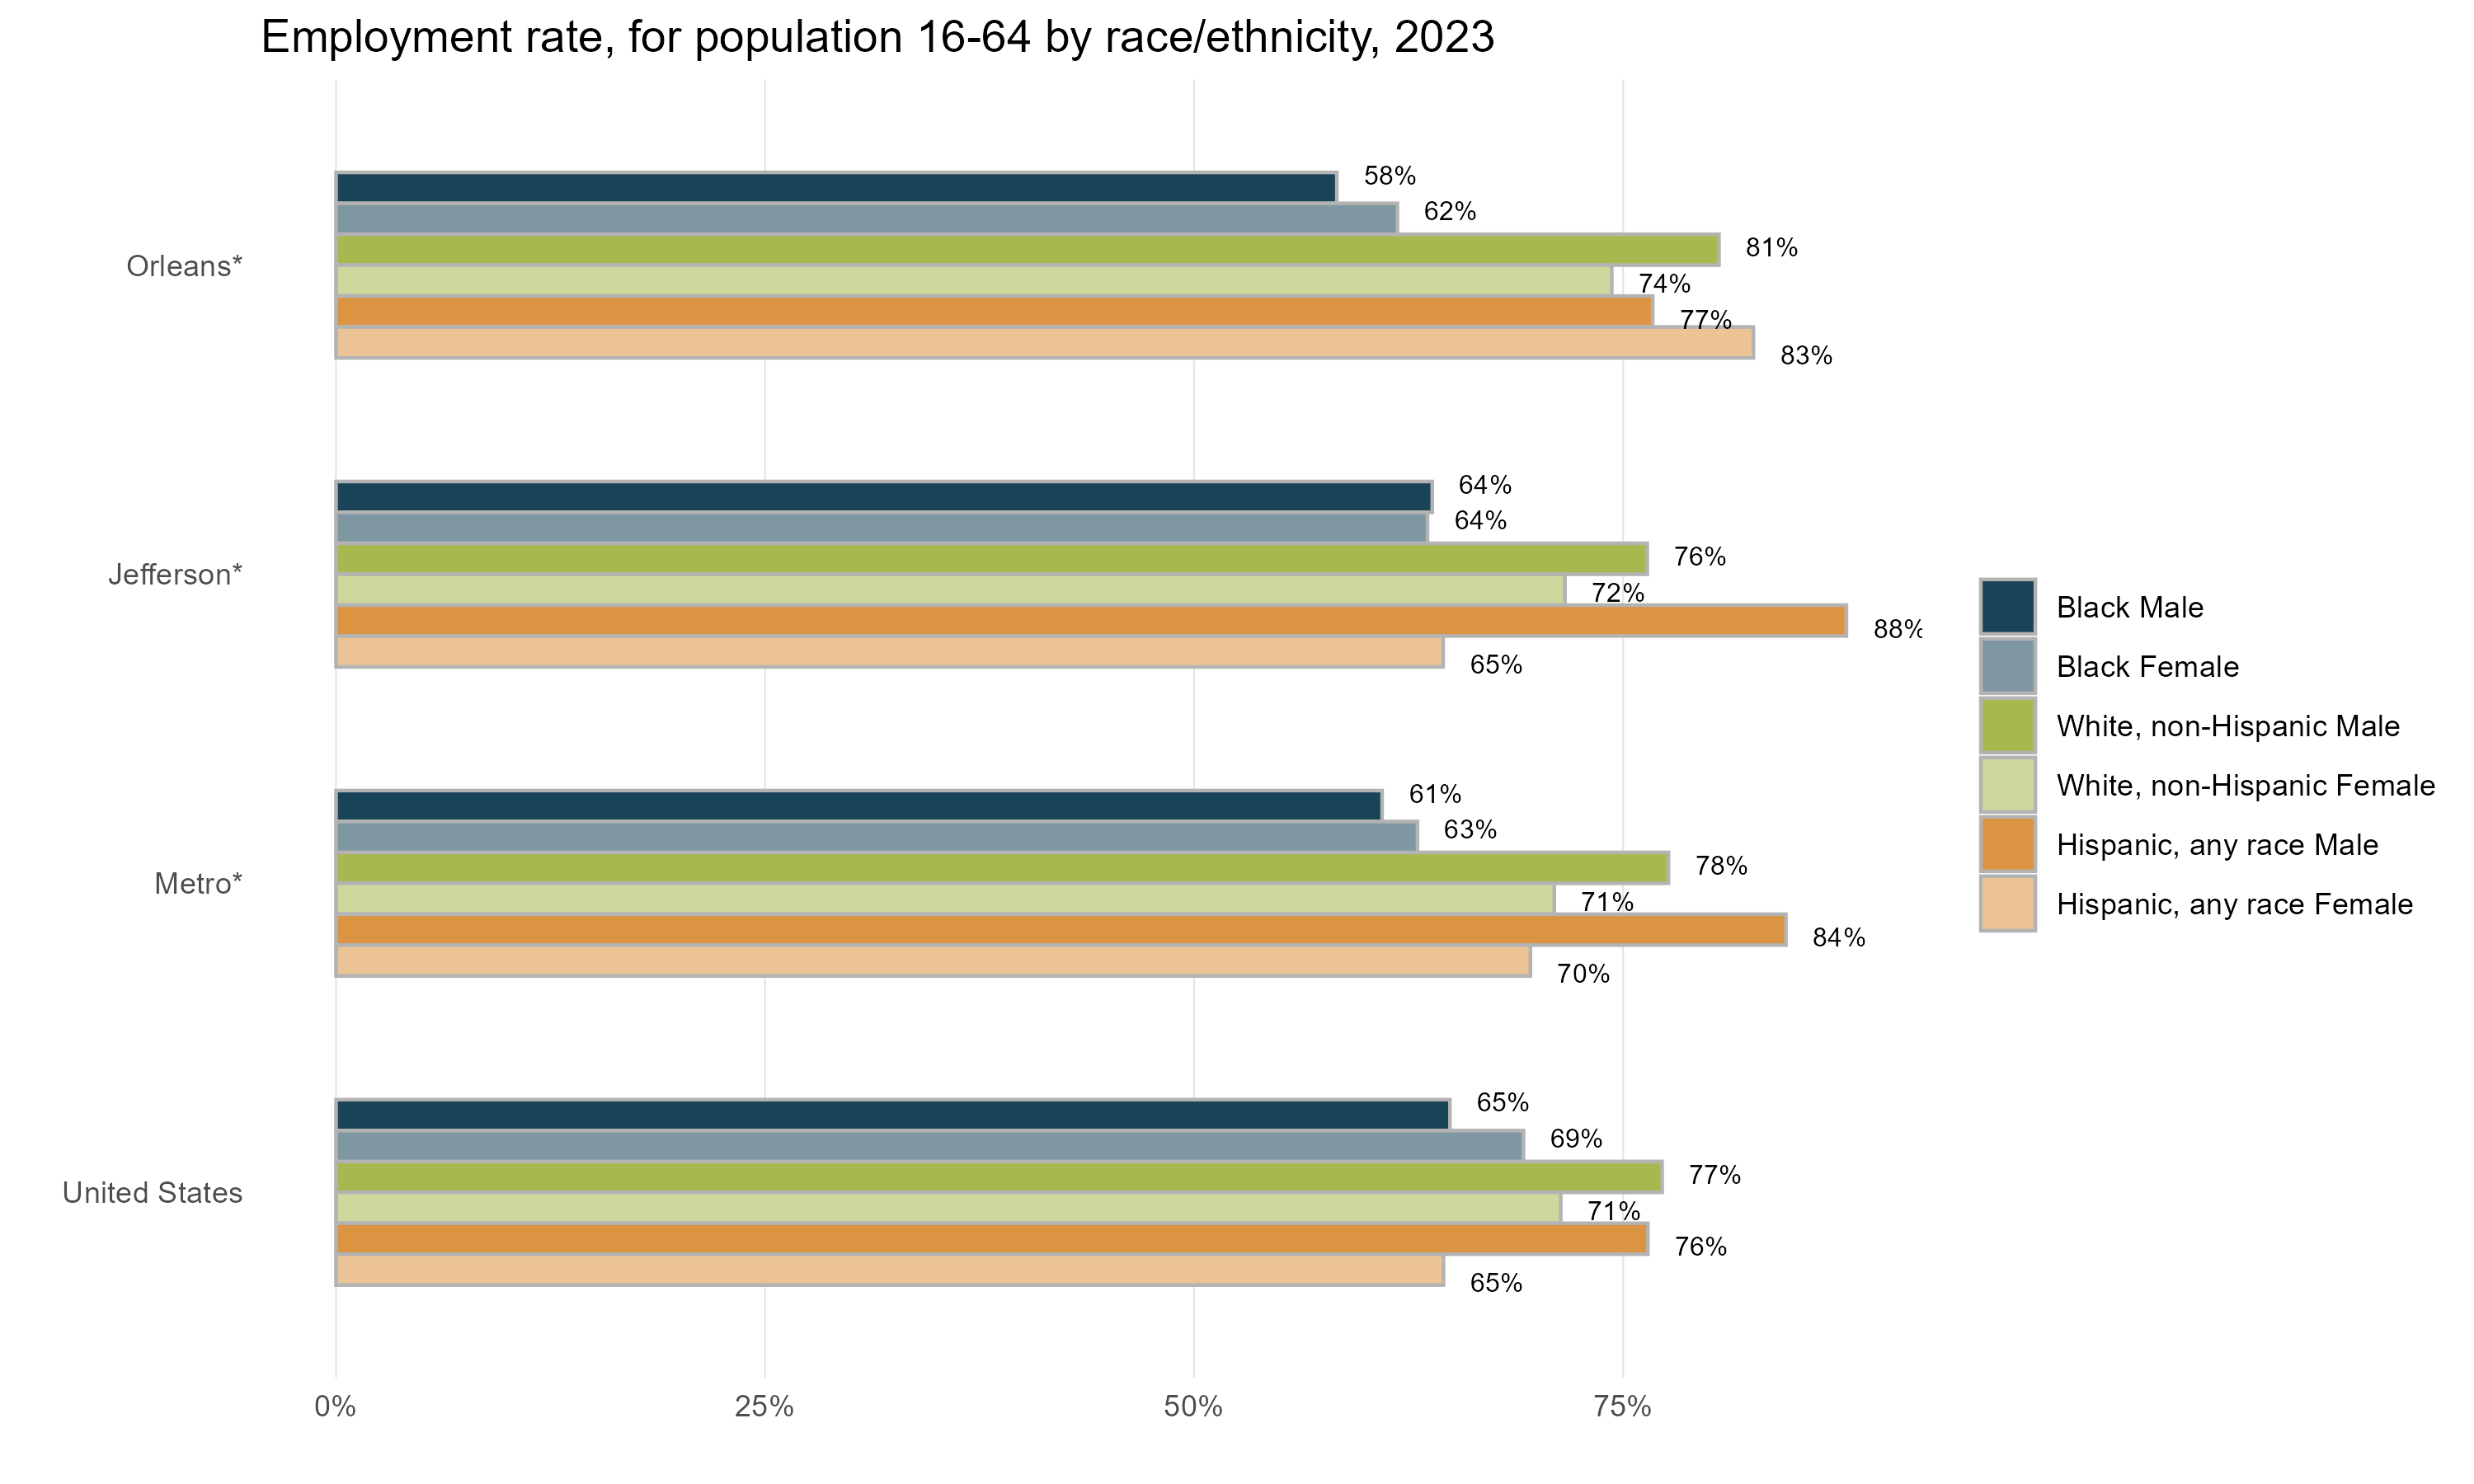 Employment rate, for population 16-64 by race/ethnicity, 2023
Orleans*
58%
62%
81%
74%
77%
83%
Jefferson*
64%
64%
76%
72%
88%
65%
Metro*
61%
63%
78%
71%
84%
70%
United States
65%
69%
77%
71%
76%
65%
0%
25%
50%
75%
Black Male
Black Female
White, non-Hispanic Male
White, non-Hispanic Female
Hispanic, any race Male
Hispanic, any race Female